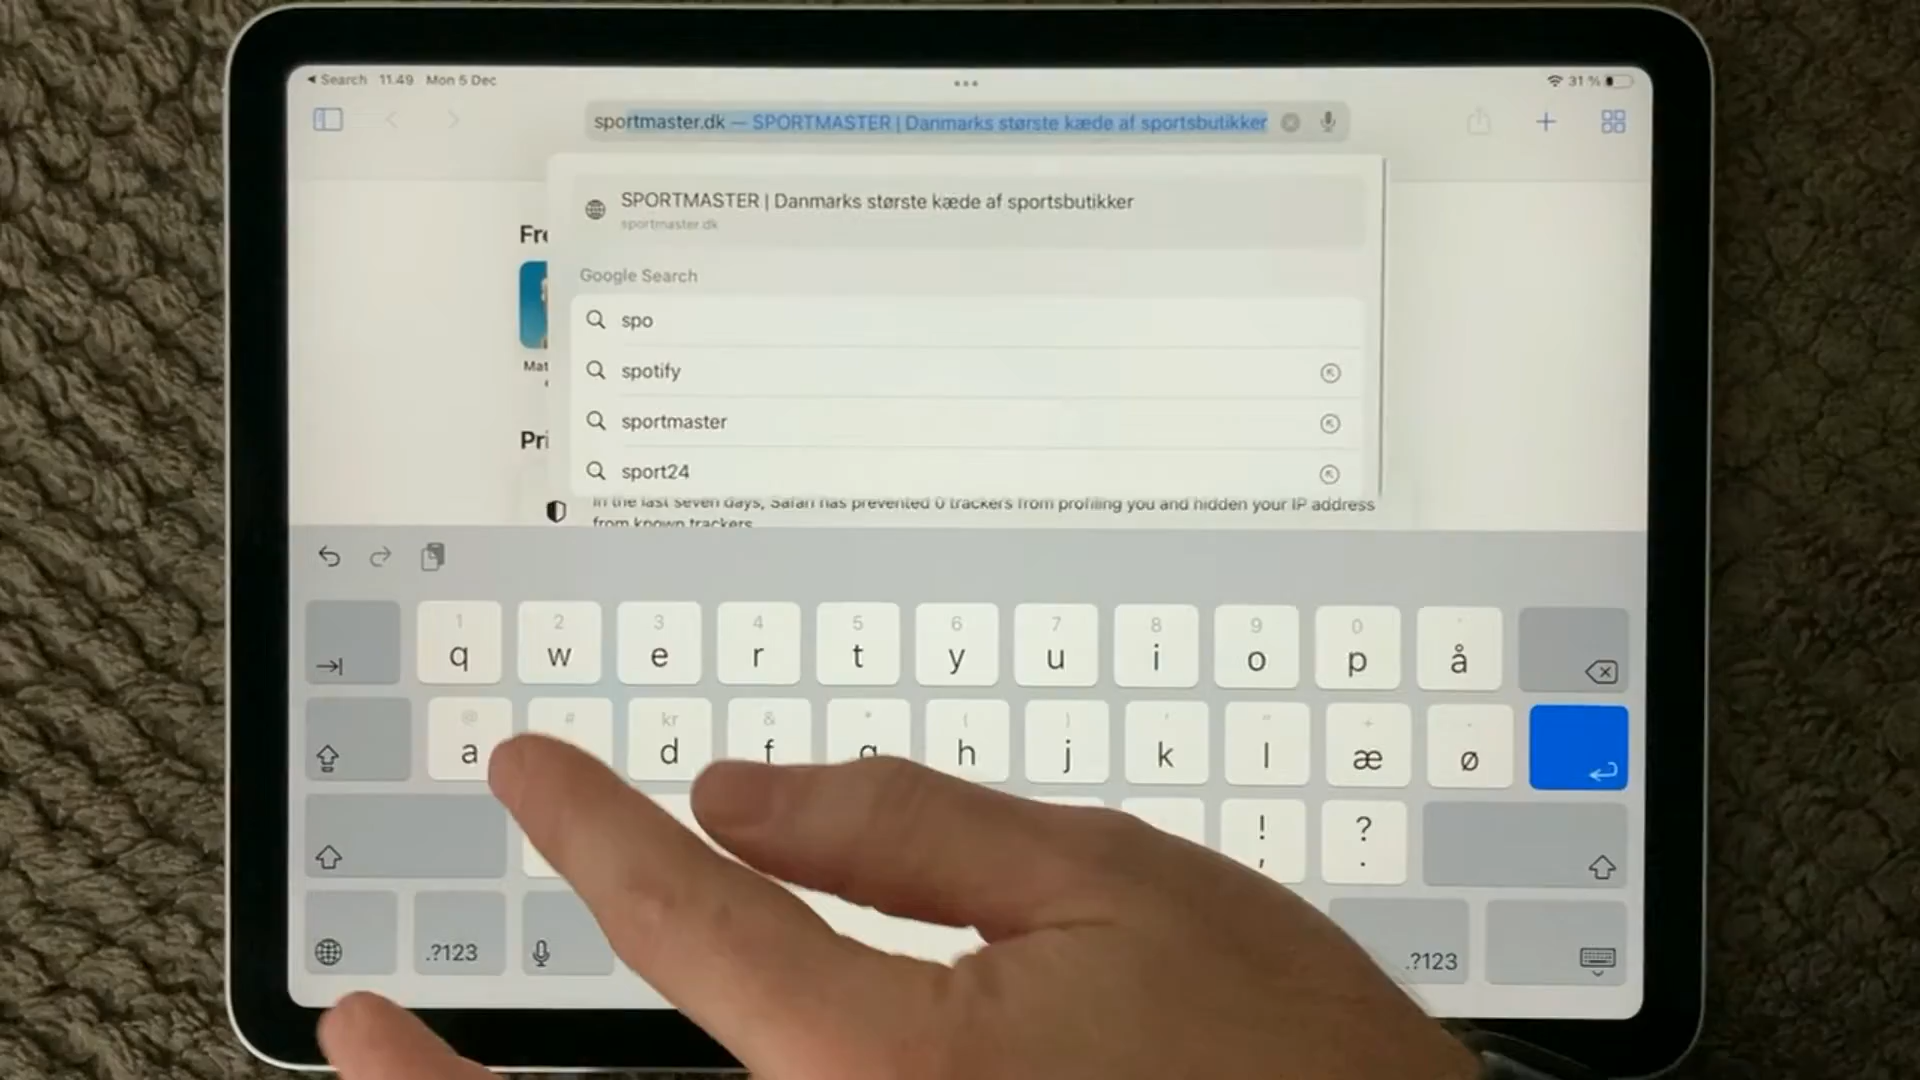 ◀ Search 11.49 Mon 5 Dec
31 %
sportmaster.dk — SPORTMASTER | Danmarks største kæde af sportsbutikker
SPORTMASTER | Danmarks største kæde af sportsbutikker
sportmaster.dk
Fre
Google Search
spo
Mat
spotify
sportmaster
Pri
sport24
In the last seven days, Safari has prevented 0 trackers from profiling you and hidden your IP address
from known trackers
1 2 3 4 5 6 7 8 9 0
q w e r t y u i o p å
@ # kr & * ( ) ' " + -
a d f g h j k l æ ø
! ?
, .
.?123 .?123